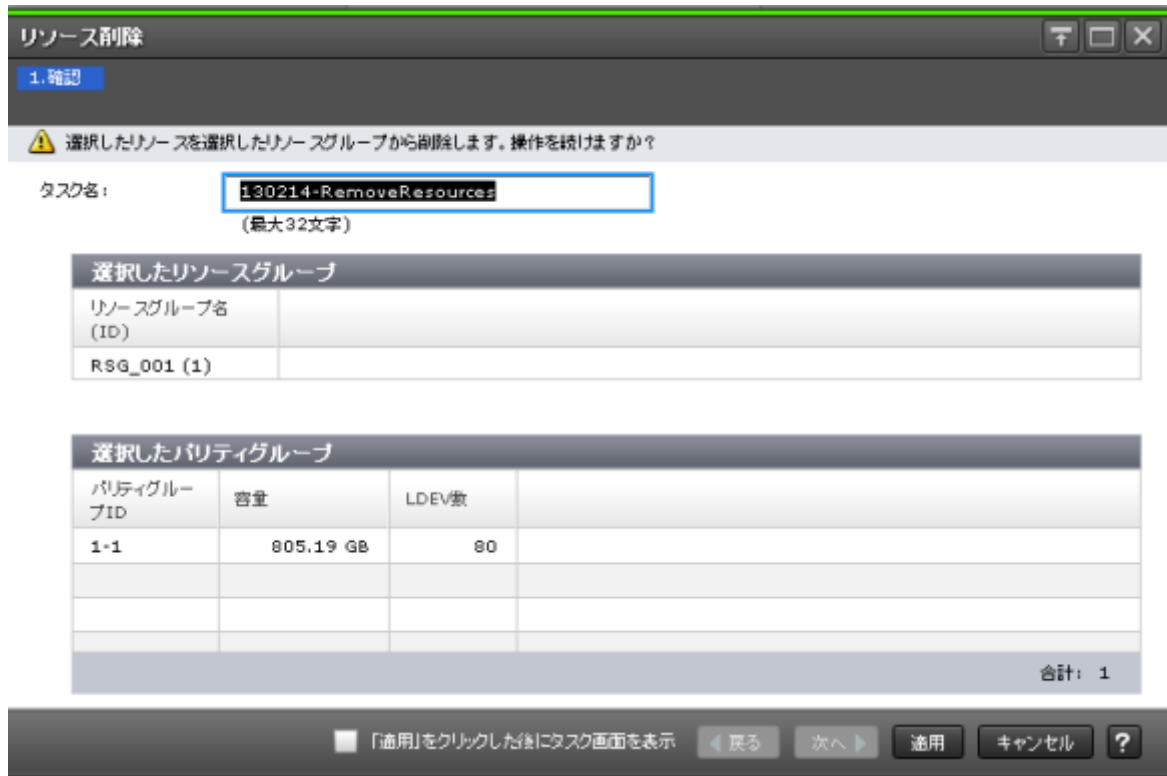 リソース削除
1.確認
選択したリソースを選択したリソースグループから削除します。操作を続けますか？
タスク名:
130214-RemoveResources
(最大32文字)
選択したリソースグループ
リソースグループ名
(ID)
RSG_001 (1)
選択したパリティグループ
パリティグルー
プID
容量
LDEV数
1-1
805.19 GB
80
合計: 1
「適用」をクリックした後にタスク画面を表示
戻る
次へ
適用
キャンセル
?